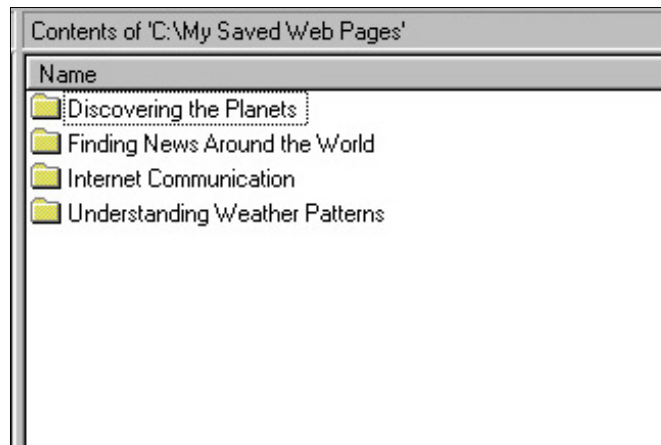 Contents of 'C:\My Saved Web Pages'
Name
Discovering the Planets
Finding News Around the World
Internet Communication
Understanding Weather Patterns